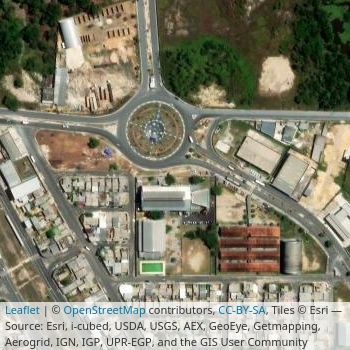 Leaflet | © OpenStreetMap contributors, CC-BY-SA, Tiles © Esri —
Source: Esri, i-cubed, USDA, USGS, AEX, GeoEye, Getmapping,
Aerogrid, IGN, IGP, UPR-EGP, and the GIS User Community